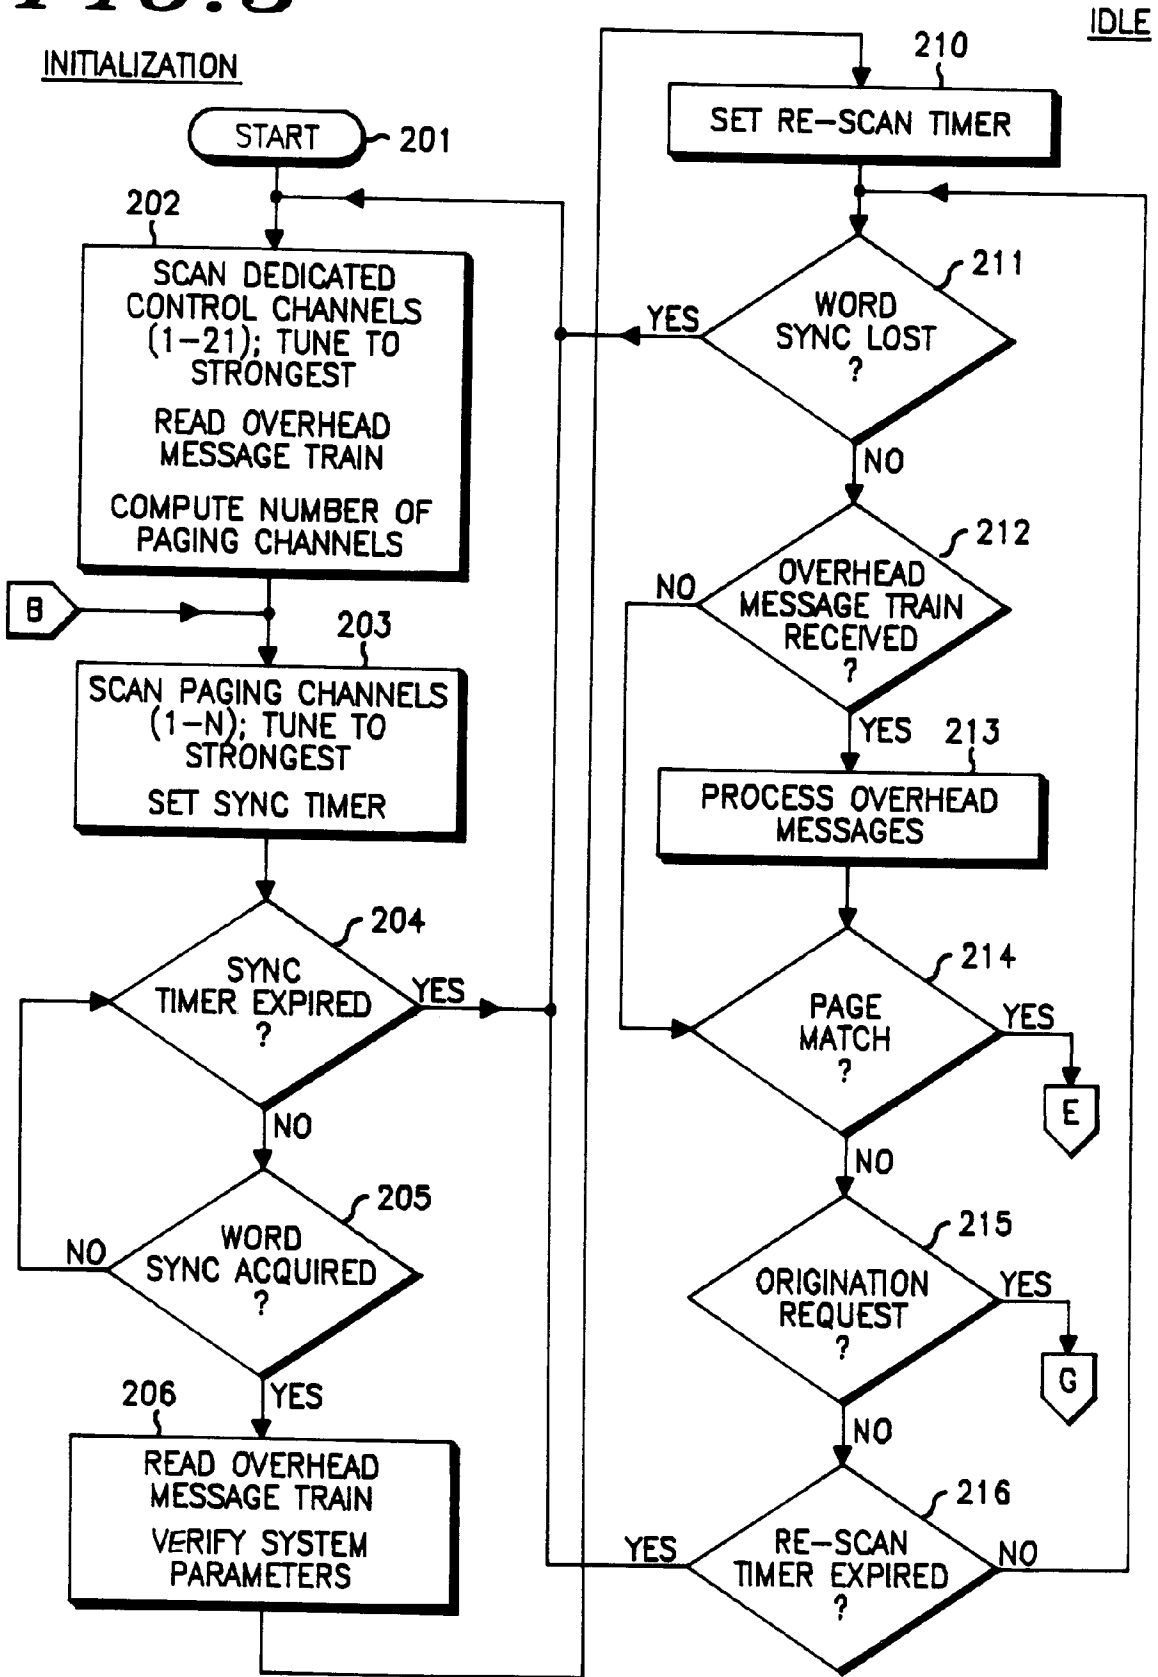 FIG.3
INITIALIZATION
START
201
202
SCAN DEDICATED
CONTROL CHANNELS
(1-21); TUNE TO
STRONGEST
READ OVERHEAD
MESSAGE TRAIN
COMPUTE NUMBER OF
PAGING CHANNELS
B
203
SCAN PAGING CHANNELS
(1-N); TUNE TO
STRONGEST
SET SYNC TIMER
204
SYNC
TIMER EXPIRED
?
YES
NO
205
WORD
SYNC ACQUIRED
?
NO
YES
206
READ OVERHEAD
MESSAGE TRAIN
VERIFY SYSTEM
PARAMETERS
IDLE
210
SET RE-SCAN TIMER
211
WORD
SYNC LOST
?
YES
NO
212
OVERHEAD
MESSAGE TRAIN
RECEIVED
?
NO
YES
213
PROCESS OVERHEAD
MESSAGES
214
PAGE
MATCH
?
YES
E
NO
215
ORIGINATION
REQUEST
?
YES
G
NO
216
RE-SCAN
TIMER EXPIRED
?
YES
NO